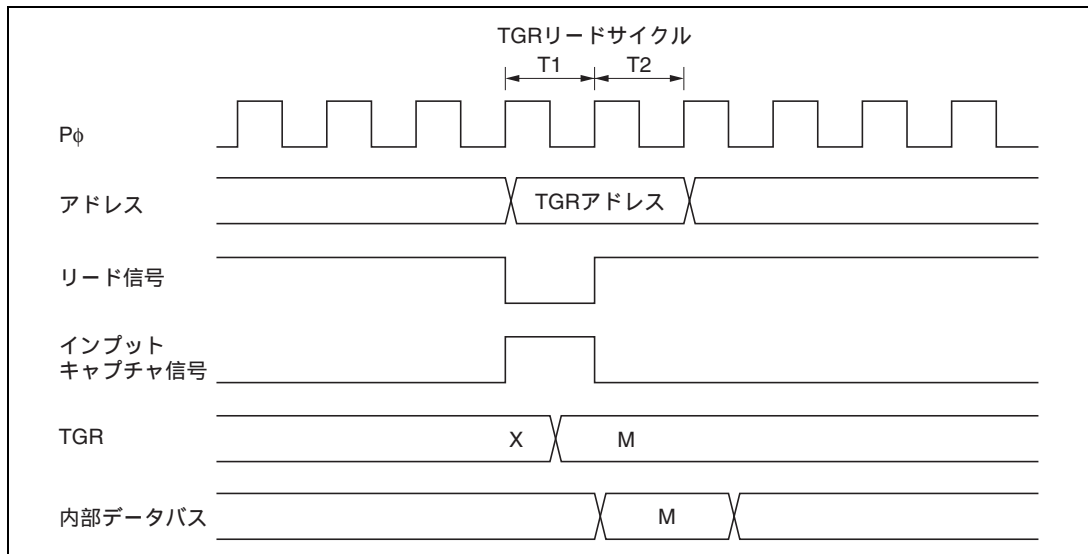 TGRリードサイクル
T1 T2
Pφ
アドレス TGRアドレス
リード信号
インプット
キャプチャ信号
TGR X M
内部データバス M